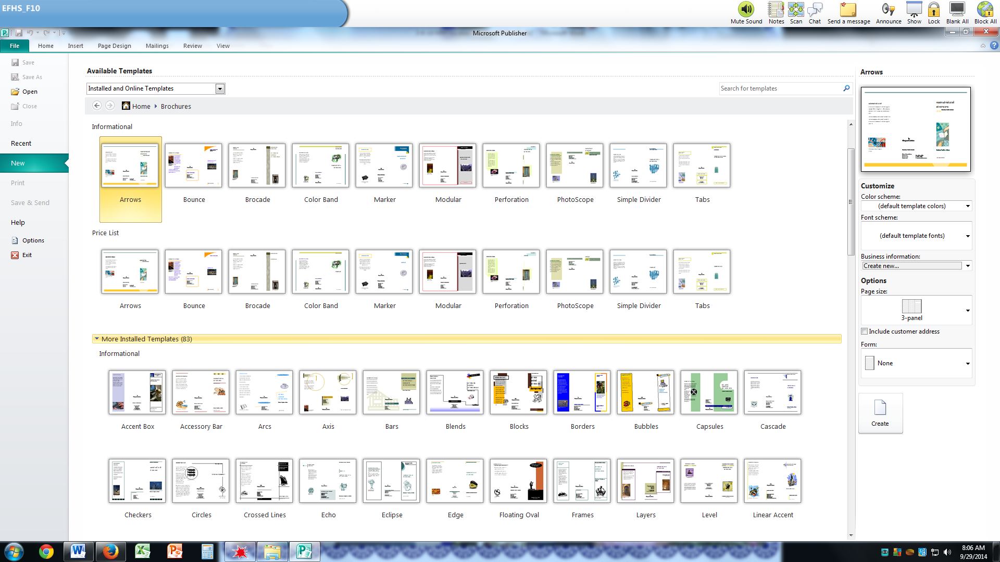 EFHS_F10
Mute Sound Notes Scan Chat Send a message Announce Show Lock Blank All Block All
Microsoft Publisher
File Home Insert Page Design Mailings Review View
Save
Save As
Open
Close
Info
Recent
New
Print
Save & Send
Help
Options
Exit
Available Templates
Installed and Online Templates
Search for templates
Home Brochures
Informational
Arrows Bounce Brocade Color Band Marker Modular Perforation PhotoScope Simple Divider Tabs
Price List
Arrows Bounce Brocade Color Band Marker Modular Perforation PhotoScope Simple Divider Tabs
More Installed Templates (83)
Informational
Accent Box Accessory Bar Arcs Axis Bars Blends Blocks Borders Bubbles Capsules Cascade
Checkers Circles Crossed Lines Echo Eclipse Edge Floating Oval Frames Layers Level Linear Accent
Arrows
Customize
Color scheme:
(default template colors)
Font scheme:
(default template fonts)
Business information:
Create new...
Options
Page size:
3-panel
Include customer address
Form:
None
Create
8:06 AM
9/29/2014